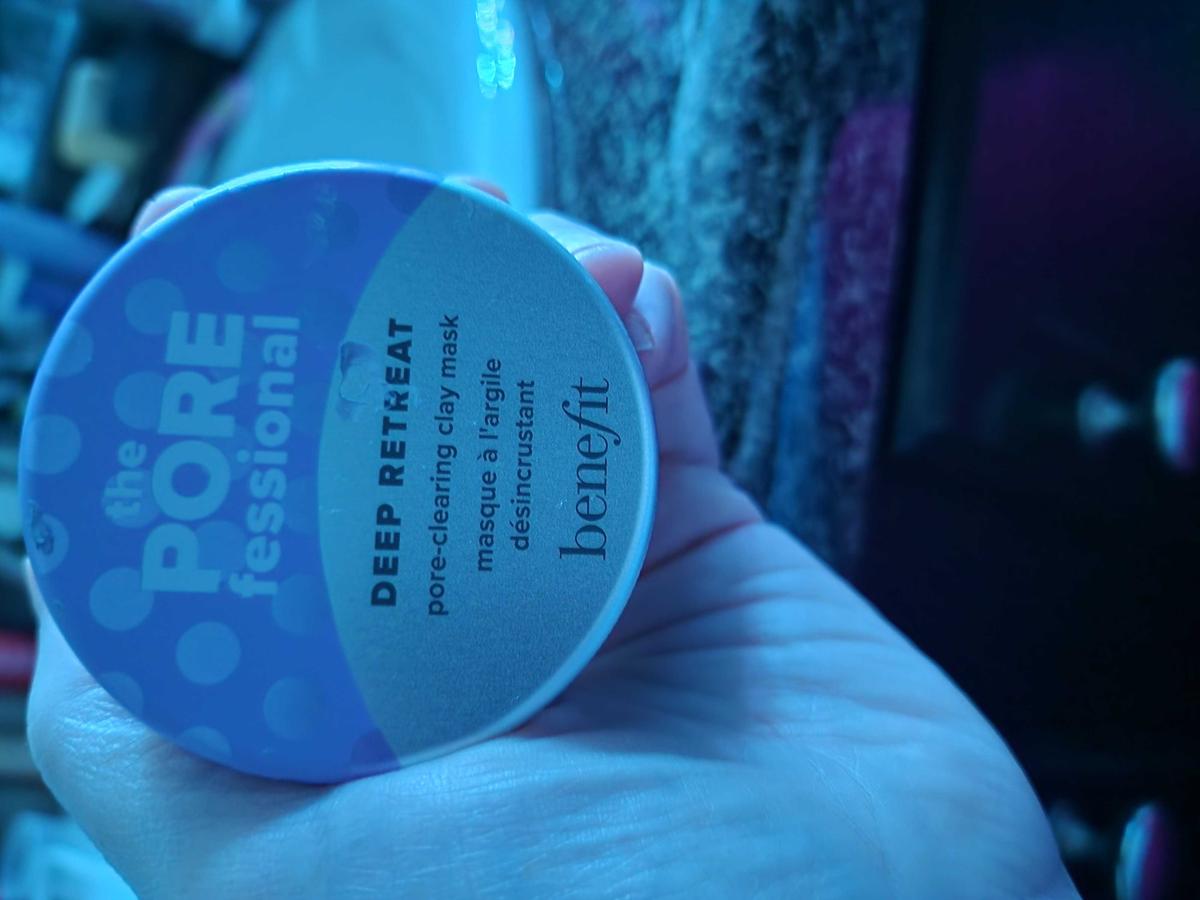 the
PORE
fessional
DEEP RETREAT
pore-clearing clay mask
masque à l'argile
désincrustant
benefit